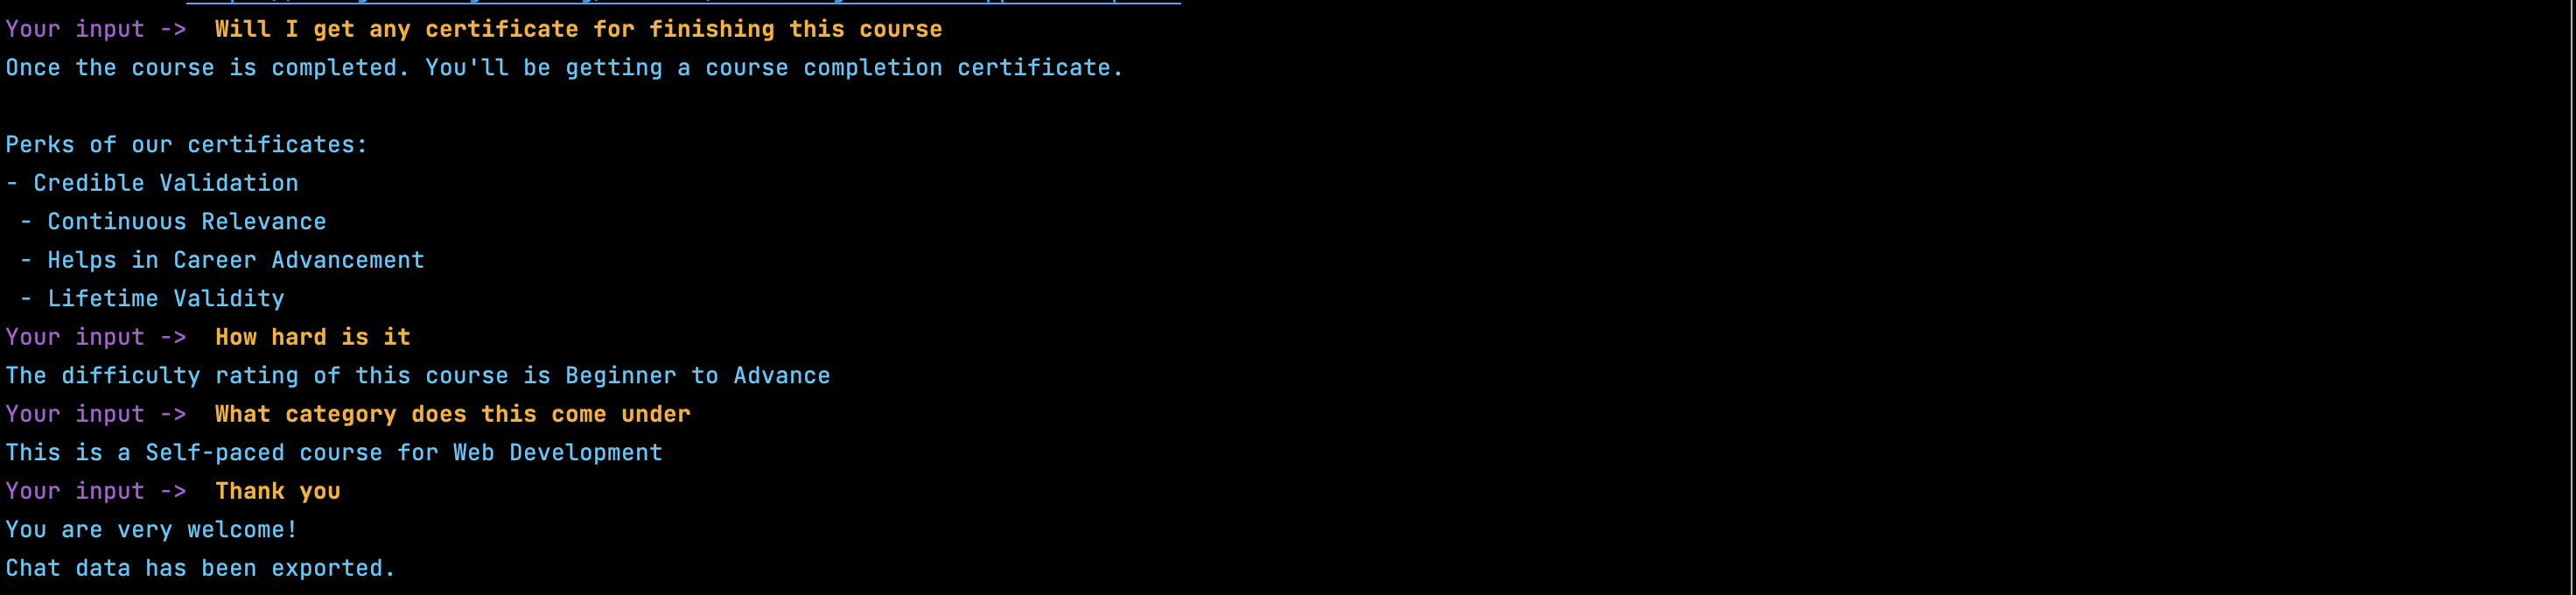 Your input ->  Will I get any certificate for finishing this course
Once the course is completed. You'll be getting a course completion certificate.
Perks of our certificates:
- Credible Validation
 - Continuous Relevance
 - Helps in Career Advancement
 - Lifetime Validity
Your input ->  How hard is it
The difficulty rating of this course is Beginner to Advance
Your input ->  What category does this come under
This is a Self-paced course for Web Development
Your input ->  Thank you
You are very welcome!
Chat data has been exported.